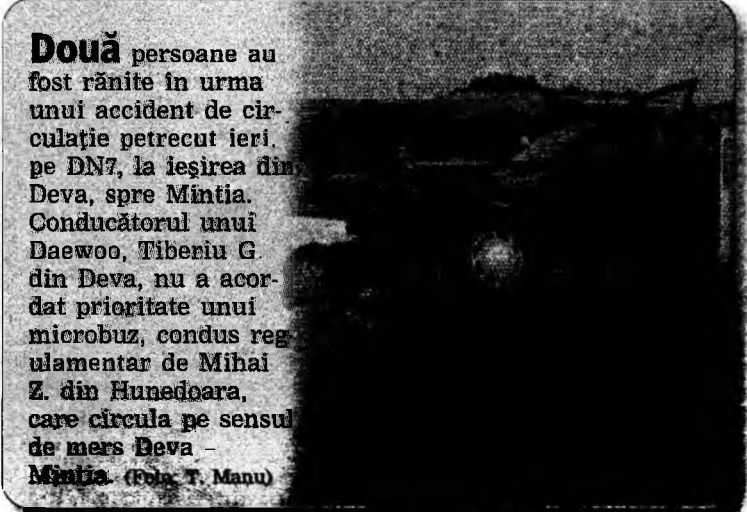 Două persoane au
fost rănite în urma
unui accident de cir-
culaţie petrecut ieri,
pe DN7, la ieşirea din
Deva, spre Mintia.
Conducătorul unui
Daewoo, Tiberiu G.
din Deva, nu a acor-
dat prioritate unui
microbuz, condus reg-
ulamentar de Mihai
Z. din Hunedoara,
care circula pe sensul
de mers Deva –
Mintia. (Foto: T. Manu)